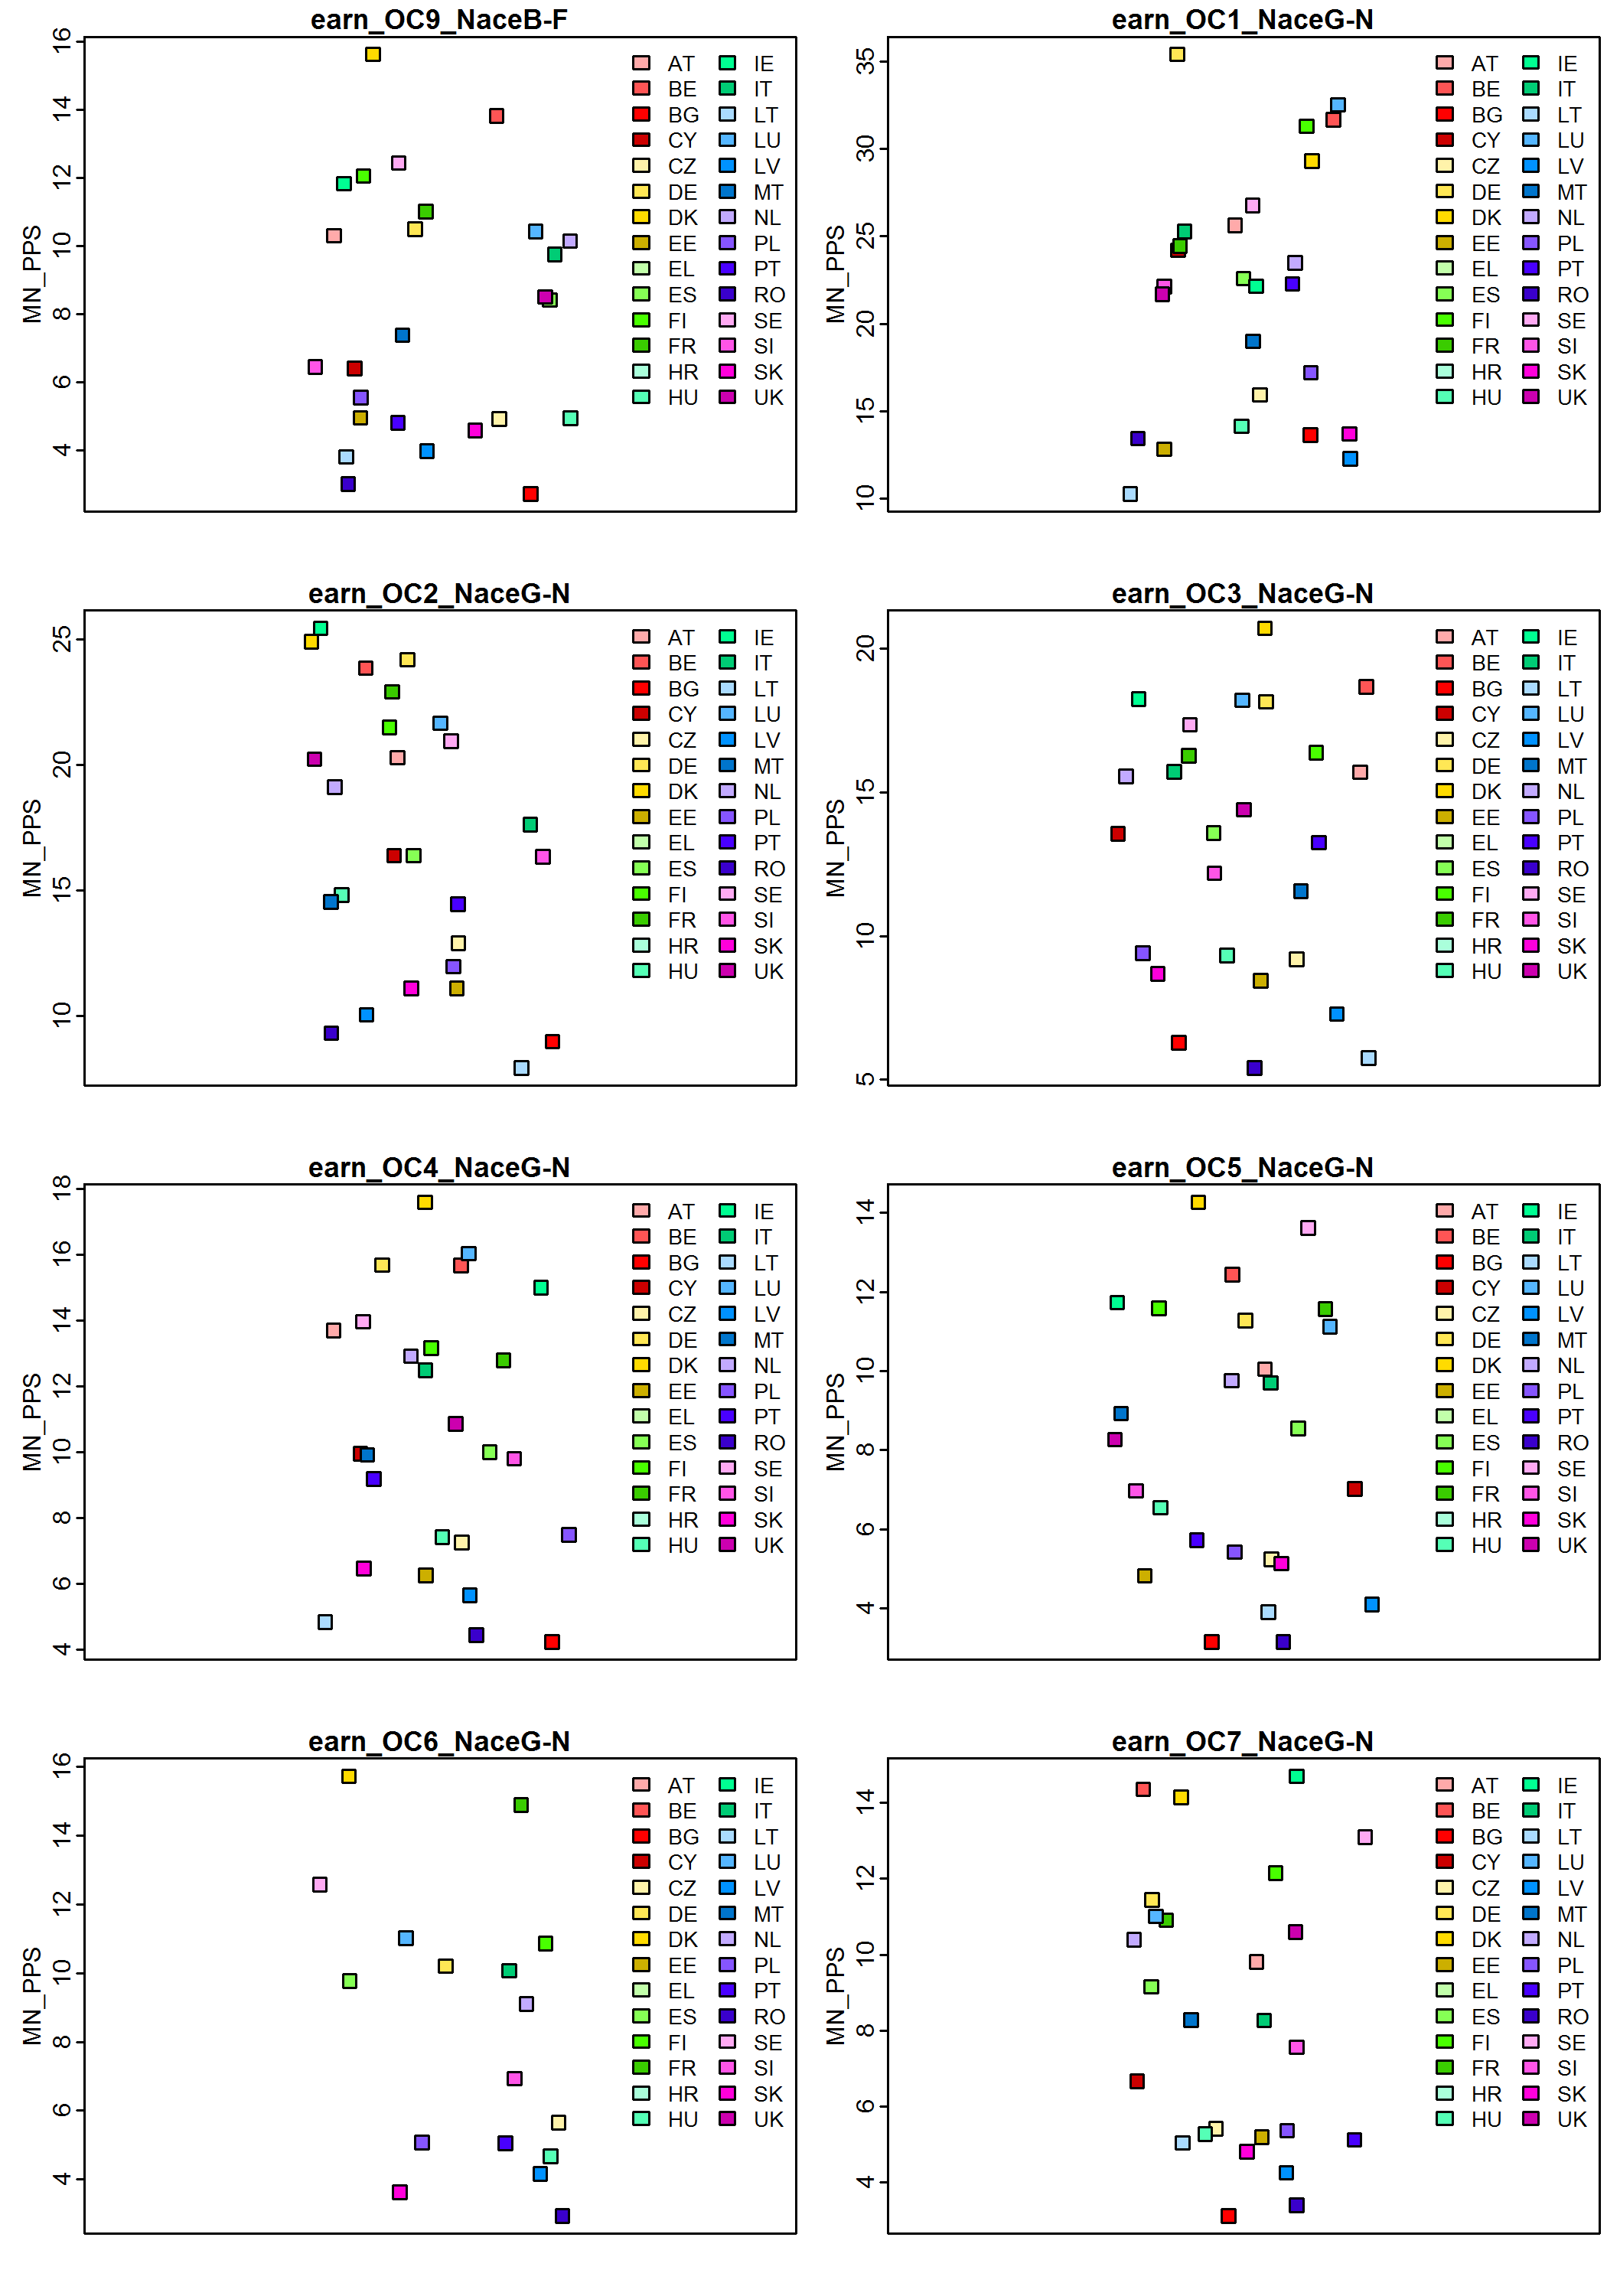 earn_OC9_NaceB-F
MN_PPS
16
14
12
10
8
6
4
AT IE
BE IT
BG LT
CY LU
CZ LV
DE MT
DK NL
EE PL
EL PT
ES RO
FI SE
FR SI
HR SK
HU UK
earn_OC1_NaceG-N
MN_PPS
35
30
25
20
15
10
AT IE
BE IT
BG LT
CY LU
CZ LV
DE MT
DK NL
EE PL
EL PT
ES RO
FI SE
FR SI
HR SK
HU UK
earn_OC2_NaceG-N
MN_PPS
25
20
15
10
AT IE
BE IT
BG LT
CY LU
CZ LV
DE MT
DK NL
EE PL
EL PT
ES RO
FI SE
FR SI
HR SK
HU UK
earn_OC3_NaceG-N
MN_PPS
20
15
10
5
AT IE
BE IT
BG LT
CY LU
CZ LV
DE MT
DK NL
EE PL
EL PT
ES RO
FI SE
FR SI
HR SK
HU UK
earn_OC4_NaceG-N
MN_PPS
18
16
14
12
10
8
6
4
AT IE
BE IT
BG LT
CY LU
CZ LV
DE MT
DK NL
EE PL
EL PT
ES RO
FI SE
FR SI
HR SK
HU UK
earn_OC5_NaceG-N
MN_PPS
14
12
10
8
6
4
AT IE
BE IT
BG LT
CY LU
CZ LV
DE MT
DK NL
EE PL
EL PT
ES RO
FI SE
FR SI
HR SK
HU UK
earn_OC6_NaceG-N
MN_PPS
16
14
12
10
8
6
4
AT IE
BE IT
BG LT
CY LU
CZ LV
DE MT
DK NL
EE PL
EL PT
ES RO
FI SE
FR SI
HR SK
HU UK
earn_OC7_NaceG-N
MN_PPS
14
12
10
8
6
4
AT IE
BE IT
BG LT
CY LU
CZ LV
DE MT
DK NL
EE PL
EL PT
ES RO
FI SE
FR SI
HR SK
HU UK